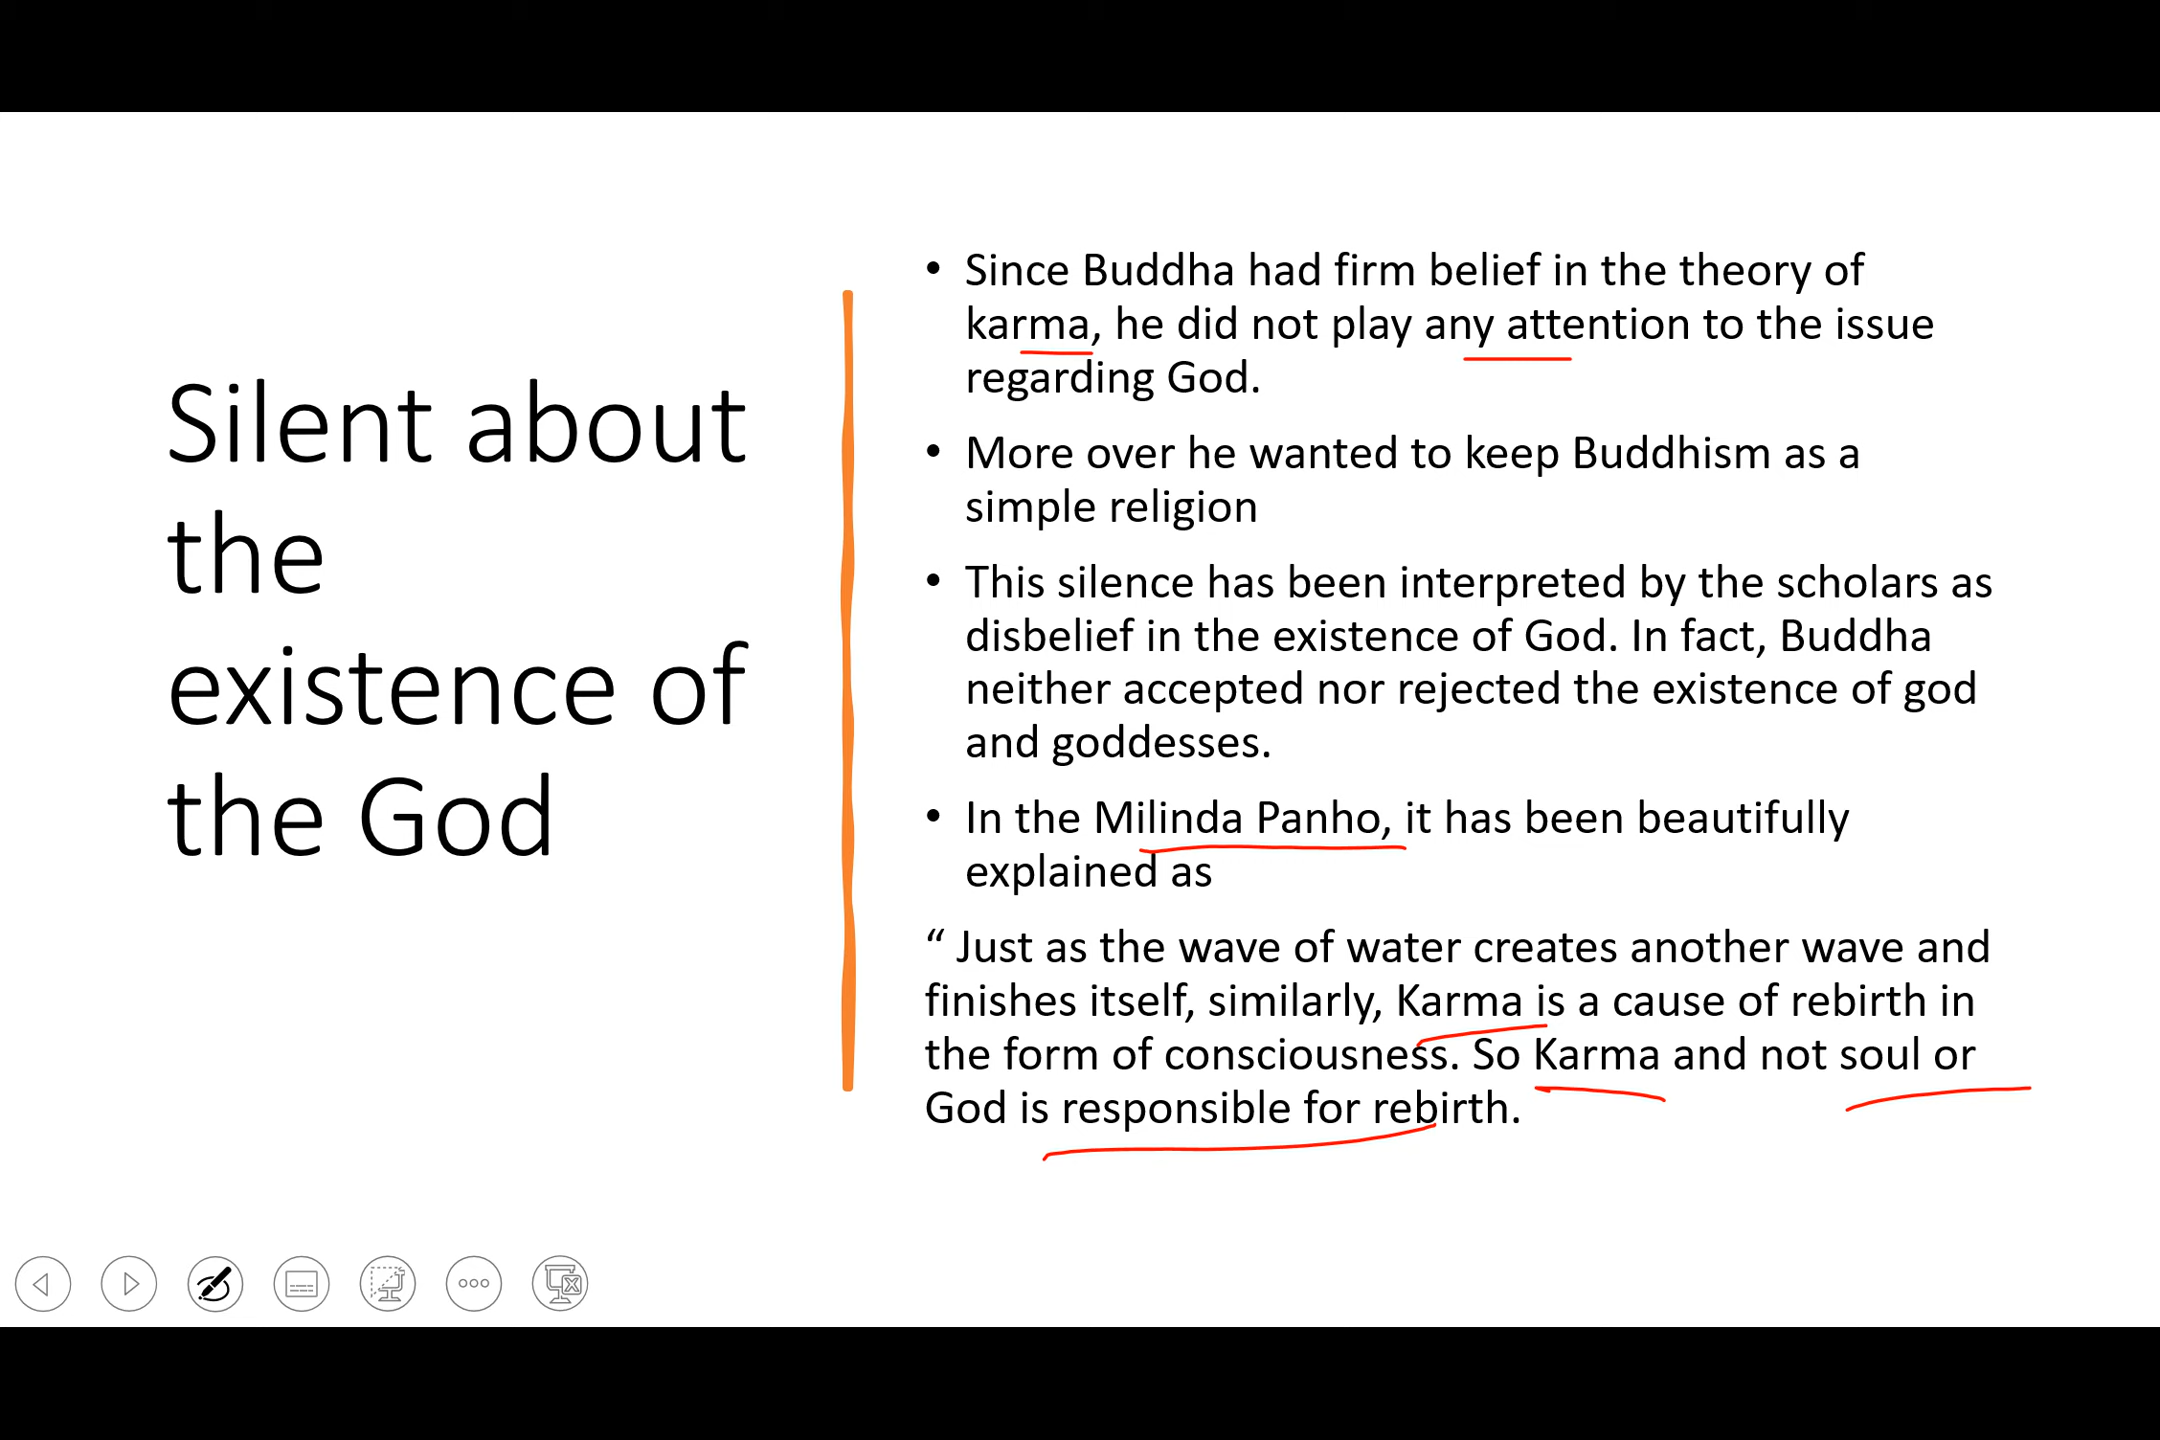 Silent about
the
existence of
the God
• Since Buddha had firm belief in the theory of
karma, he did not play any attention to the issue
regarding God.
• More over he wanted to keep Buddhism as a
simple religion
• This silence has been interpreted by the scholars as
disbelief in the existence of God. In fact, Buddha
neither accepted nor rejected the existence of god
and goddesses.
• In the Milinda Panho, it has been beautifully
explained as
“ Just as the wave of water creates another wave and
finishes itself, similarly, Karma is a cause of rebirth in
the form of consciousness. So Karma and not soul or
God is responsible for rebirth.